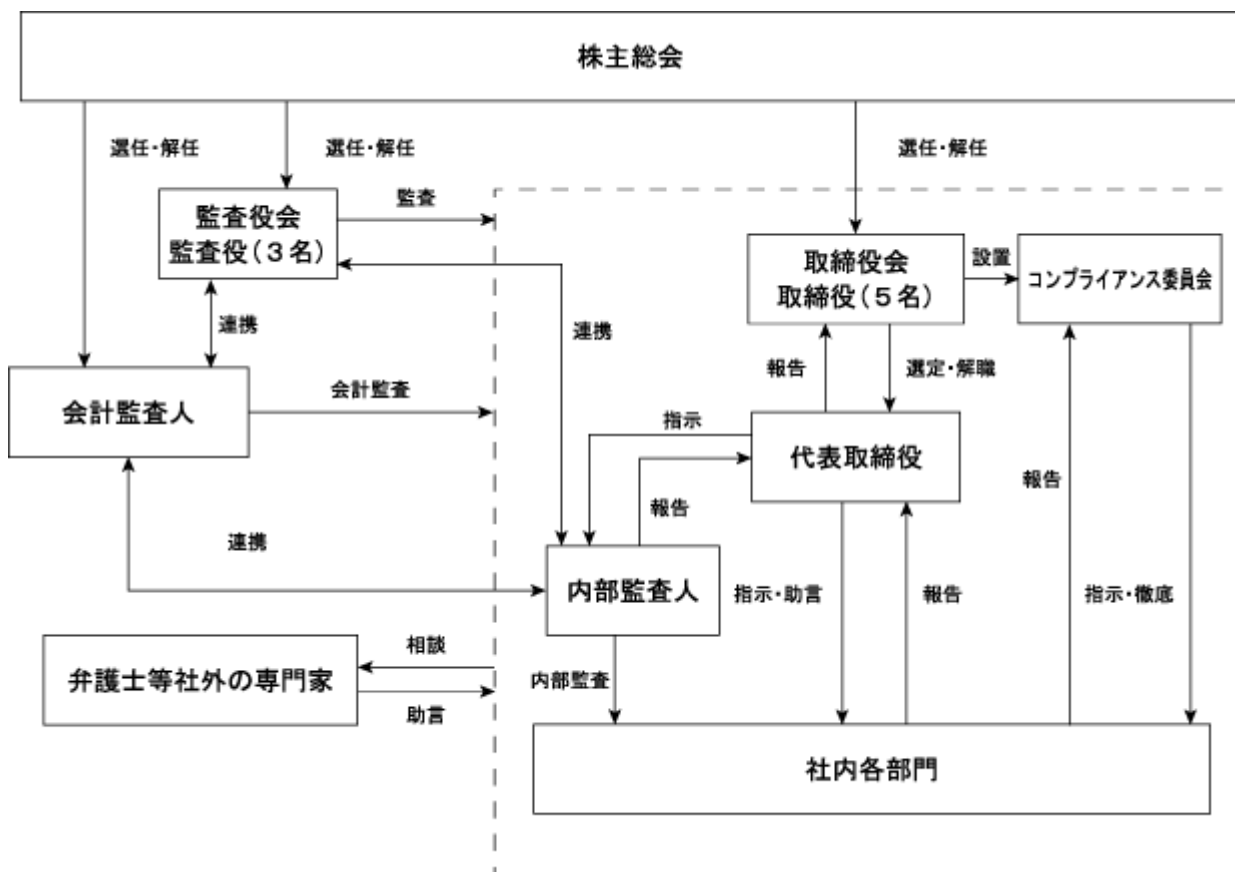 株主総会
選任・解任
選任・解任
選任・解任
監査役会
監査役(3名)
監査
取締役会
取締役(5名)
設置
コンプライアンス委員会
連携
連携
報告
選定・解職
会計監査人
会計監査
指示
代表取締役
報告
報告
連携
内部監査人
指示・助言
報告
指示・徹底
弁護士等社外の専門家
相談
助言
内部監査
社内各部門